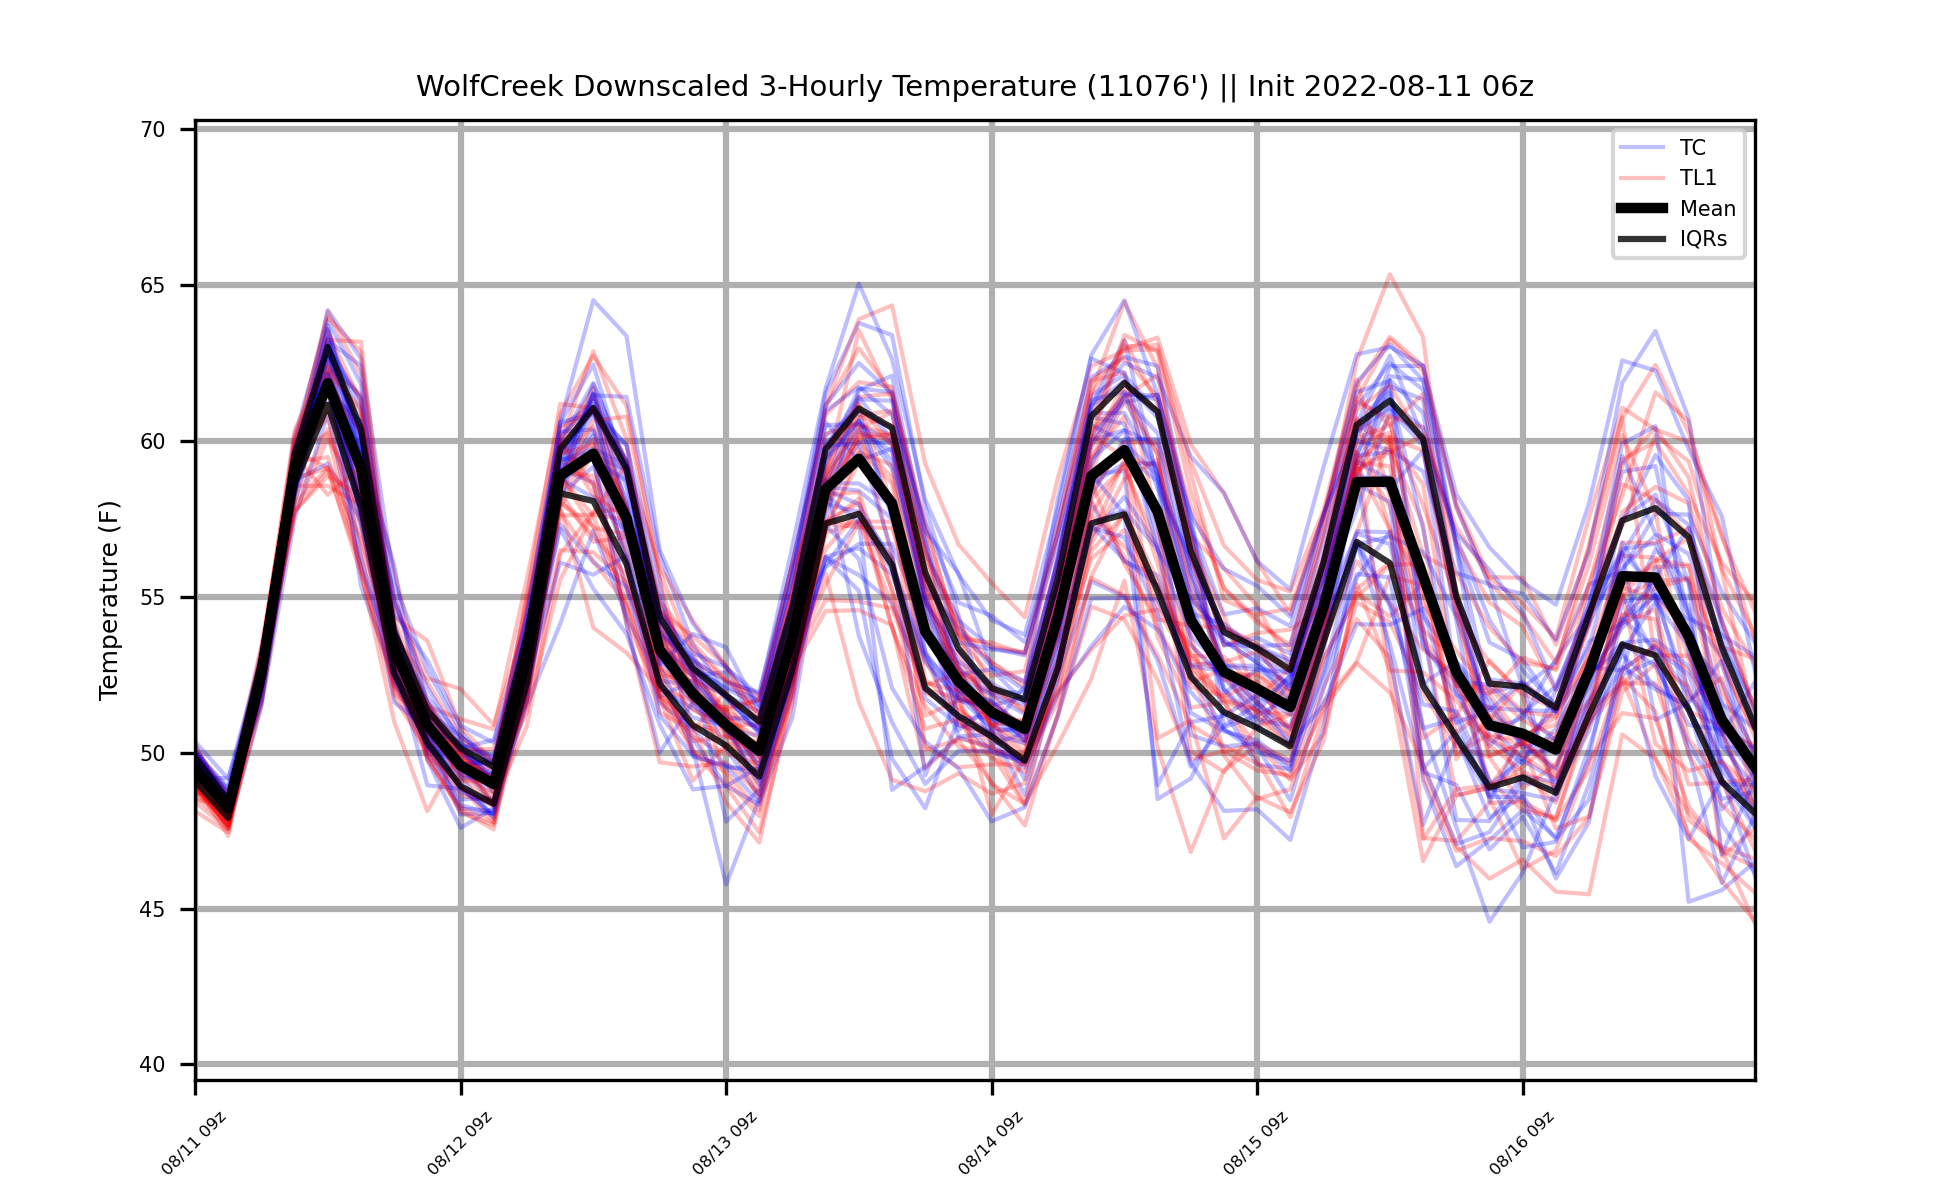 WolfCreek Downscaled 3-Hourly Temperature (11076') || Init 2022-08-11 06z
70
65
60
55
50
45
40
Temperature (F)
TC
TL1
Mean
IQRs
08/11 09z
08/12 09z
08/13 09z
08/14 09z
08/15 09z
08/16 09z